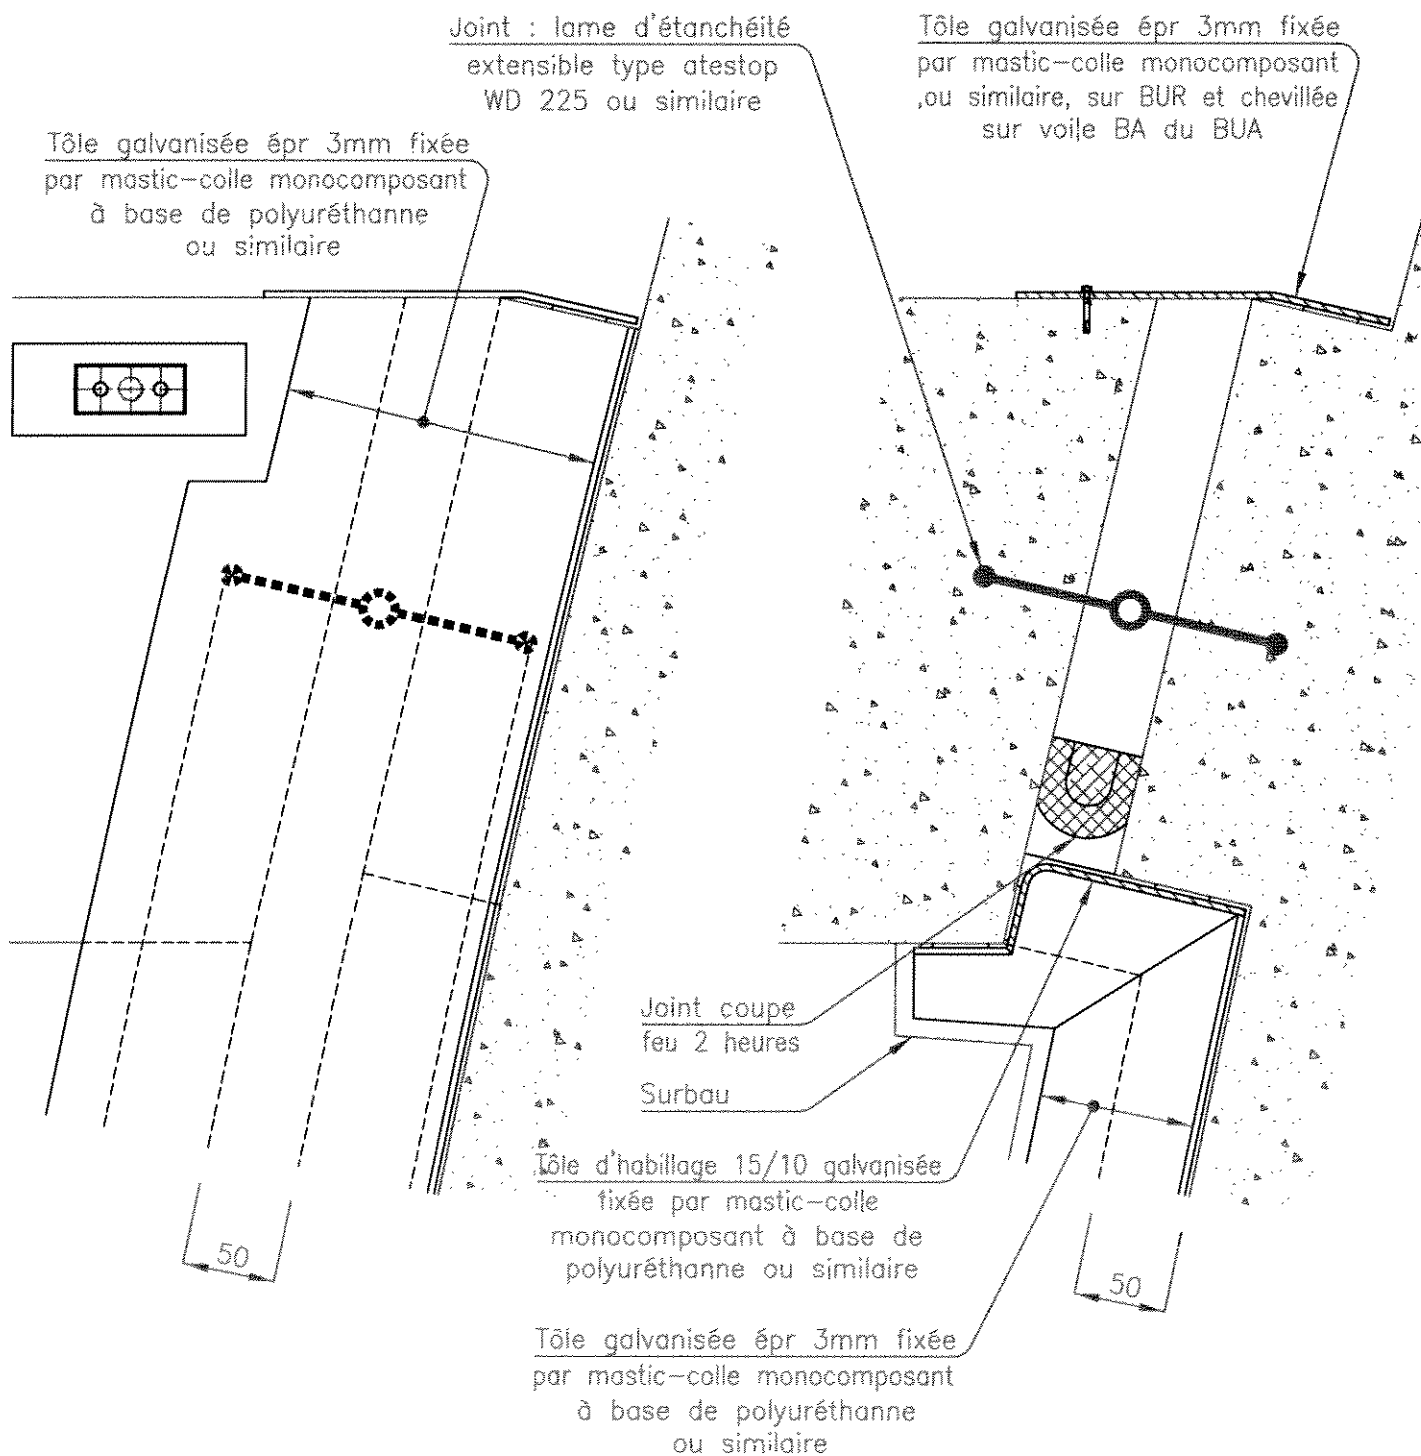 Joint : lame d'étanchéité
extensible type atestop
WD 225 ou similaire
Tôle galvanisée épr 3mm fixée
par mastic-colle monocomposant
,ou similaire, sur BUR et chevillée
sur voile BA du BUA
Tôle galvanisée épr 3mm fixée
par mastic-colle monocomposant
à base de polyuréthanne
ou similaire
Joint coupe
feu 2 heures
Surbau
Tôle d'habillage 15/10 galvanisée
fixée par mastic-colle
monocomposant à base de
polyuréthanne ou similaire
50
50
Tôle galvanisée épr 3mm fixée
par mastic-colle monocomposant
à base de polyuréthanne
ou similaire